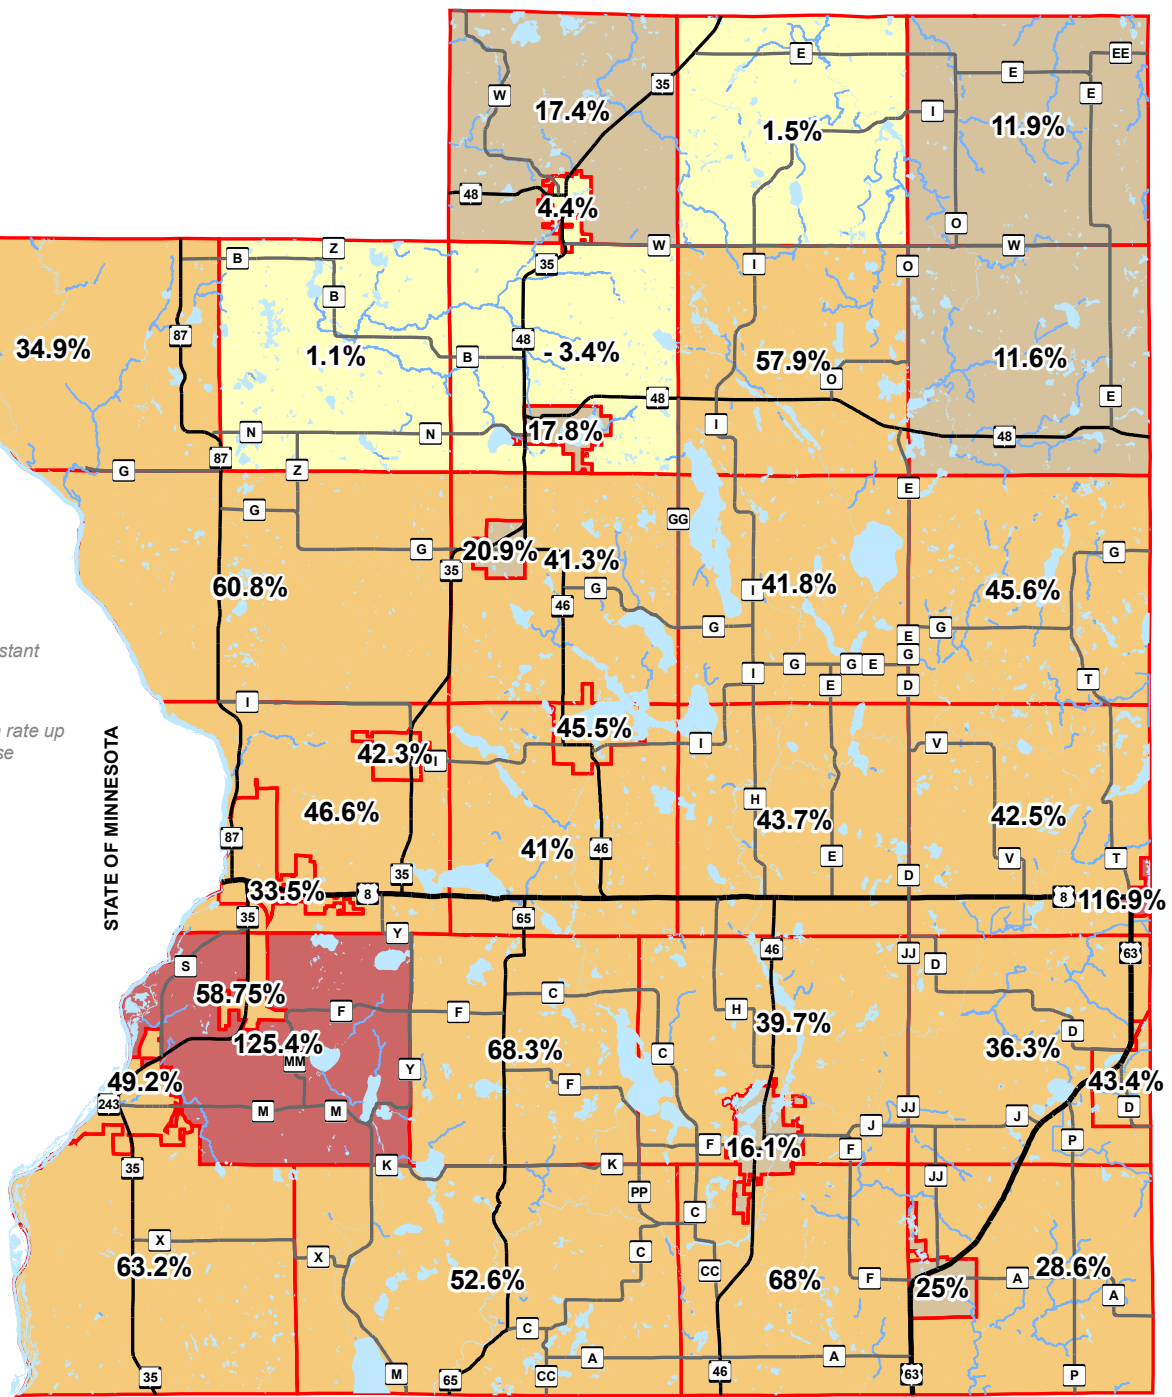 E
EE
35
E
W
E
17.4%
I
1.5%
11.9%
48
4.4%
O
Z
W
W
B
35
I
O
B
87
48
34.9%
1.1%
B
- 3.4%
57.9%
11.6%
O
48
E
N
N
17.8%
I
48
87
G
Z
E
G
GG
G
20.9%
41.3%
G
35
60.8%
G
I
41.8%
45.6%
46
G
G
E
stant
G
I
G
G
E
T
E
D
I
n rate up
45.5%
se
42.3%
I
I
V
STATE OF MINNESOTA
H
46.6%
43.7%
42.5%
87
41%
46
E
V
T
35
33.5%
8
8
116.9%
35
65
Y
46
JJ
63
S
D
58.75%
C
F
F
H
39.7%
D
125.4%
68.3%
C
36.3%
MM
Y
49.2%
F
43.4%
243
M
M
JJ
D
J
J
F
16.1%
F
P
35
K
K
JJ
PP
C
X
X
C
63.2%
CC
52.6%
68%
F
25%
A
28.6%
A
C
A
A
35
M
65
CC
46
63
P